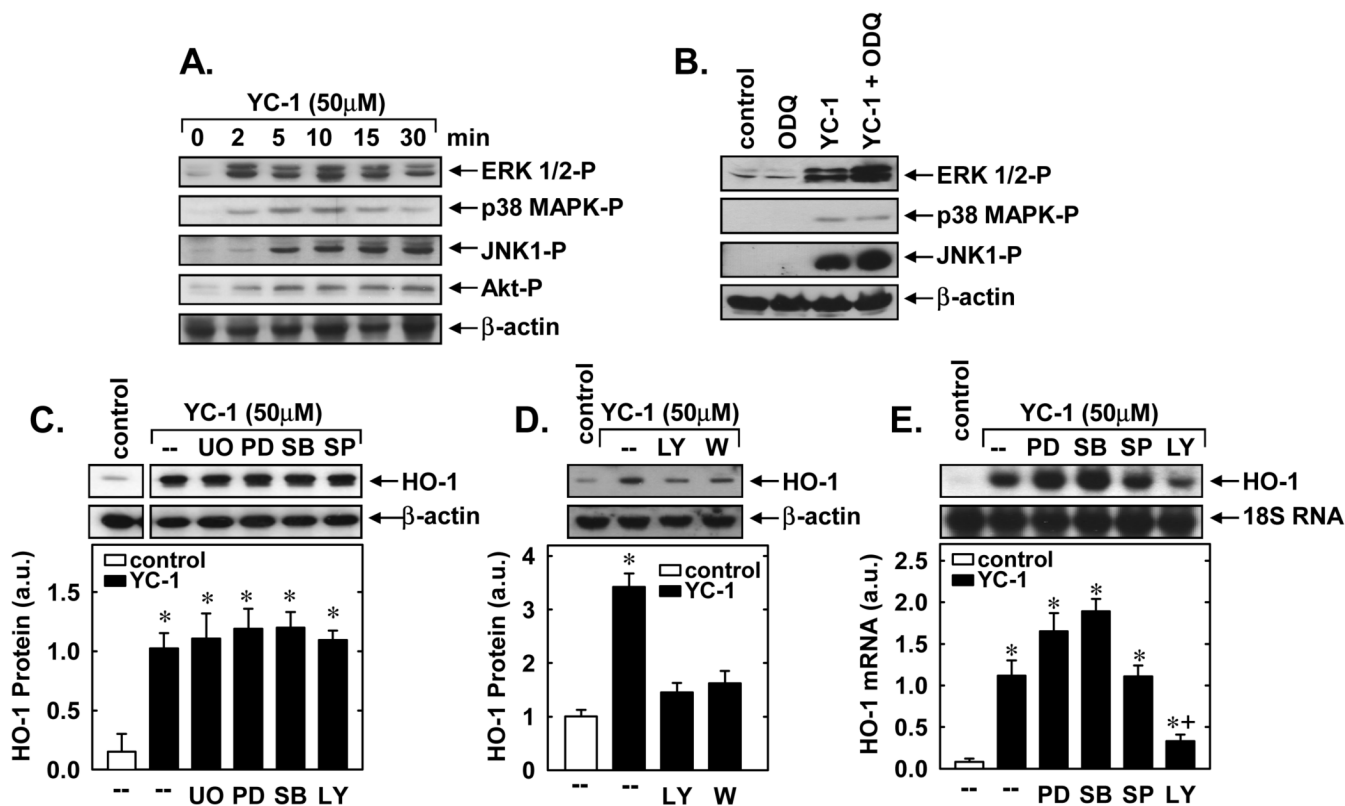 A.
YC-1 (50μM)
0 2 5 10 15 30 min
ERK 1/2-P
p38 MAPK-P
JNK1-P
Akt-P
β-actin
B.
control ODQ YC-1 YC-1 + ODQ
ERK 1/2-P
p38 MAPK-P
JNK1-P
β-actin
C.
control
YC-1 (50μM)
-- UO PD SB SP
HO-1
β-actin
HO-1 Protein (a.u.)
1.5
1.0
0.5
0.0
control
YC-1
* * * * *
-- -- UO PD SB LY
D.
control
YC-1 (50μM)
-- LY W
HO-1
β-actin
HO-1 Protein (a.u.)
4
3
2
1
0
control
YC-1
*
-- -- LY W
E.
control
YC-1 (50μM)
-- PD SB SP LY
HO-1
18S RNA
HO-1 mRNA (a.u.)
2.5
2.0
1.5
1.0
0.5
0.0
control
YC-1
* * * * *+
-- -- PD SB SP LY